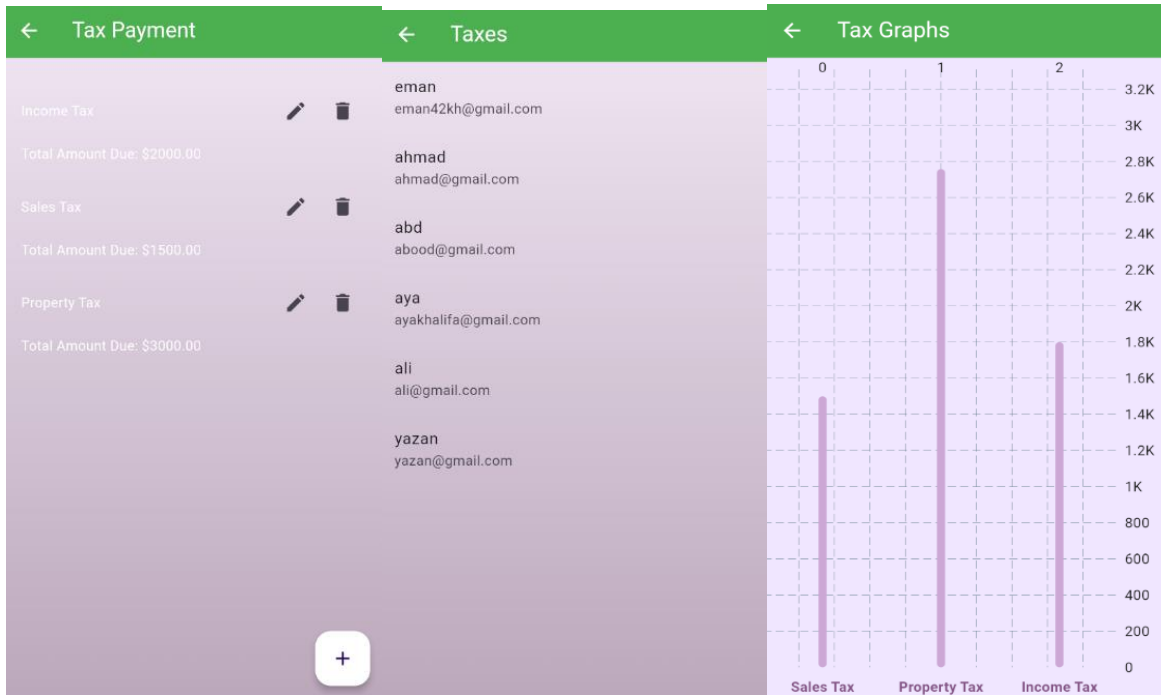 Tax Payment
Income Tax
Total Amount Due: $2000.00
Sales Tax
Total Amount Due: $1500.00
Property Tax
Total Amount Due: $3000.00
+
Taxes
eman
eman42kh@gmail.com
ahmad
ahmad@gmail.com
abd
abood@gmail.com
aya
ayakhalifa@gmail.com
ali
ali@gmail.com
yazan
yazan@gmail.com
Tax Graphs
0 1 2
3.2K
3K
2.8K
2.6K
2.4K
2.2K
2K
1.8K
1.6K
1.4K
1.2K
1K
800
600
400
200
0
Sales Tax Property Tax Income Tax